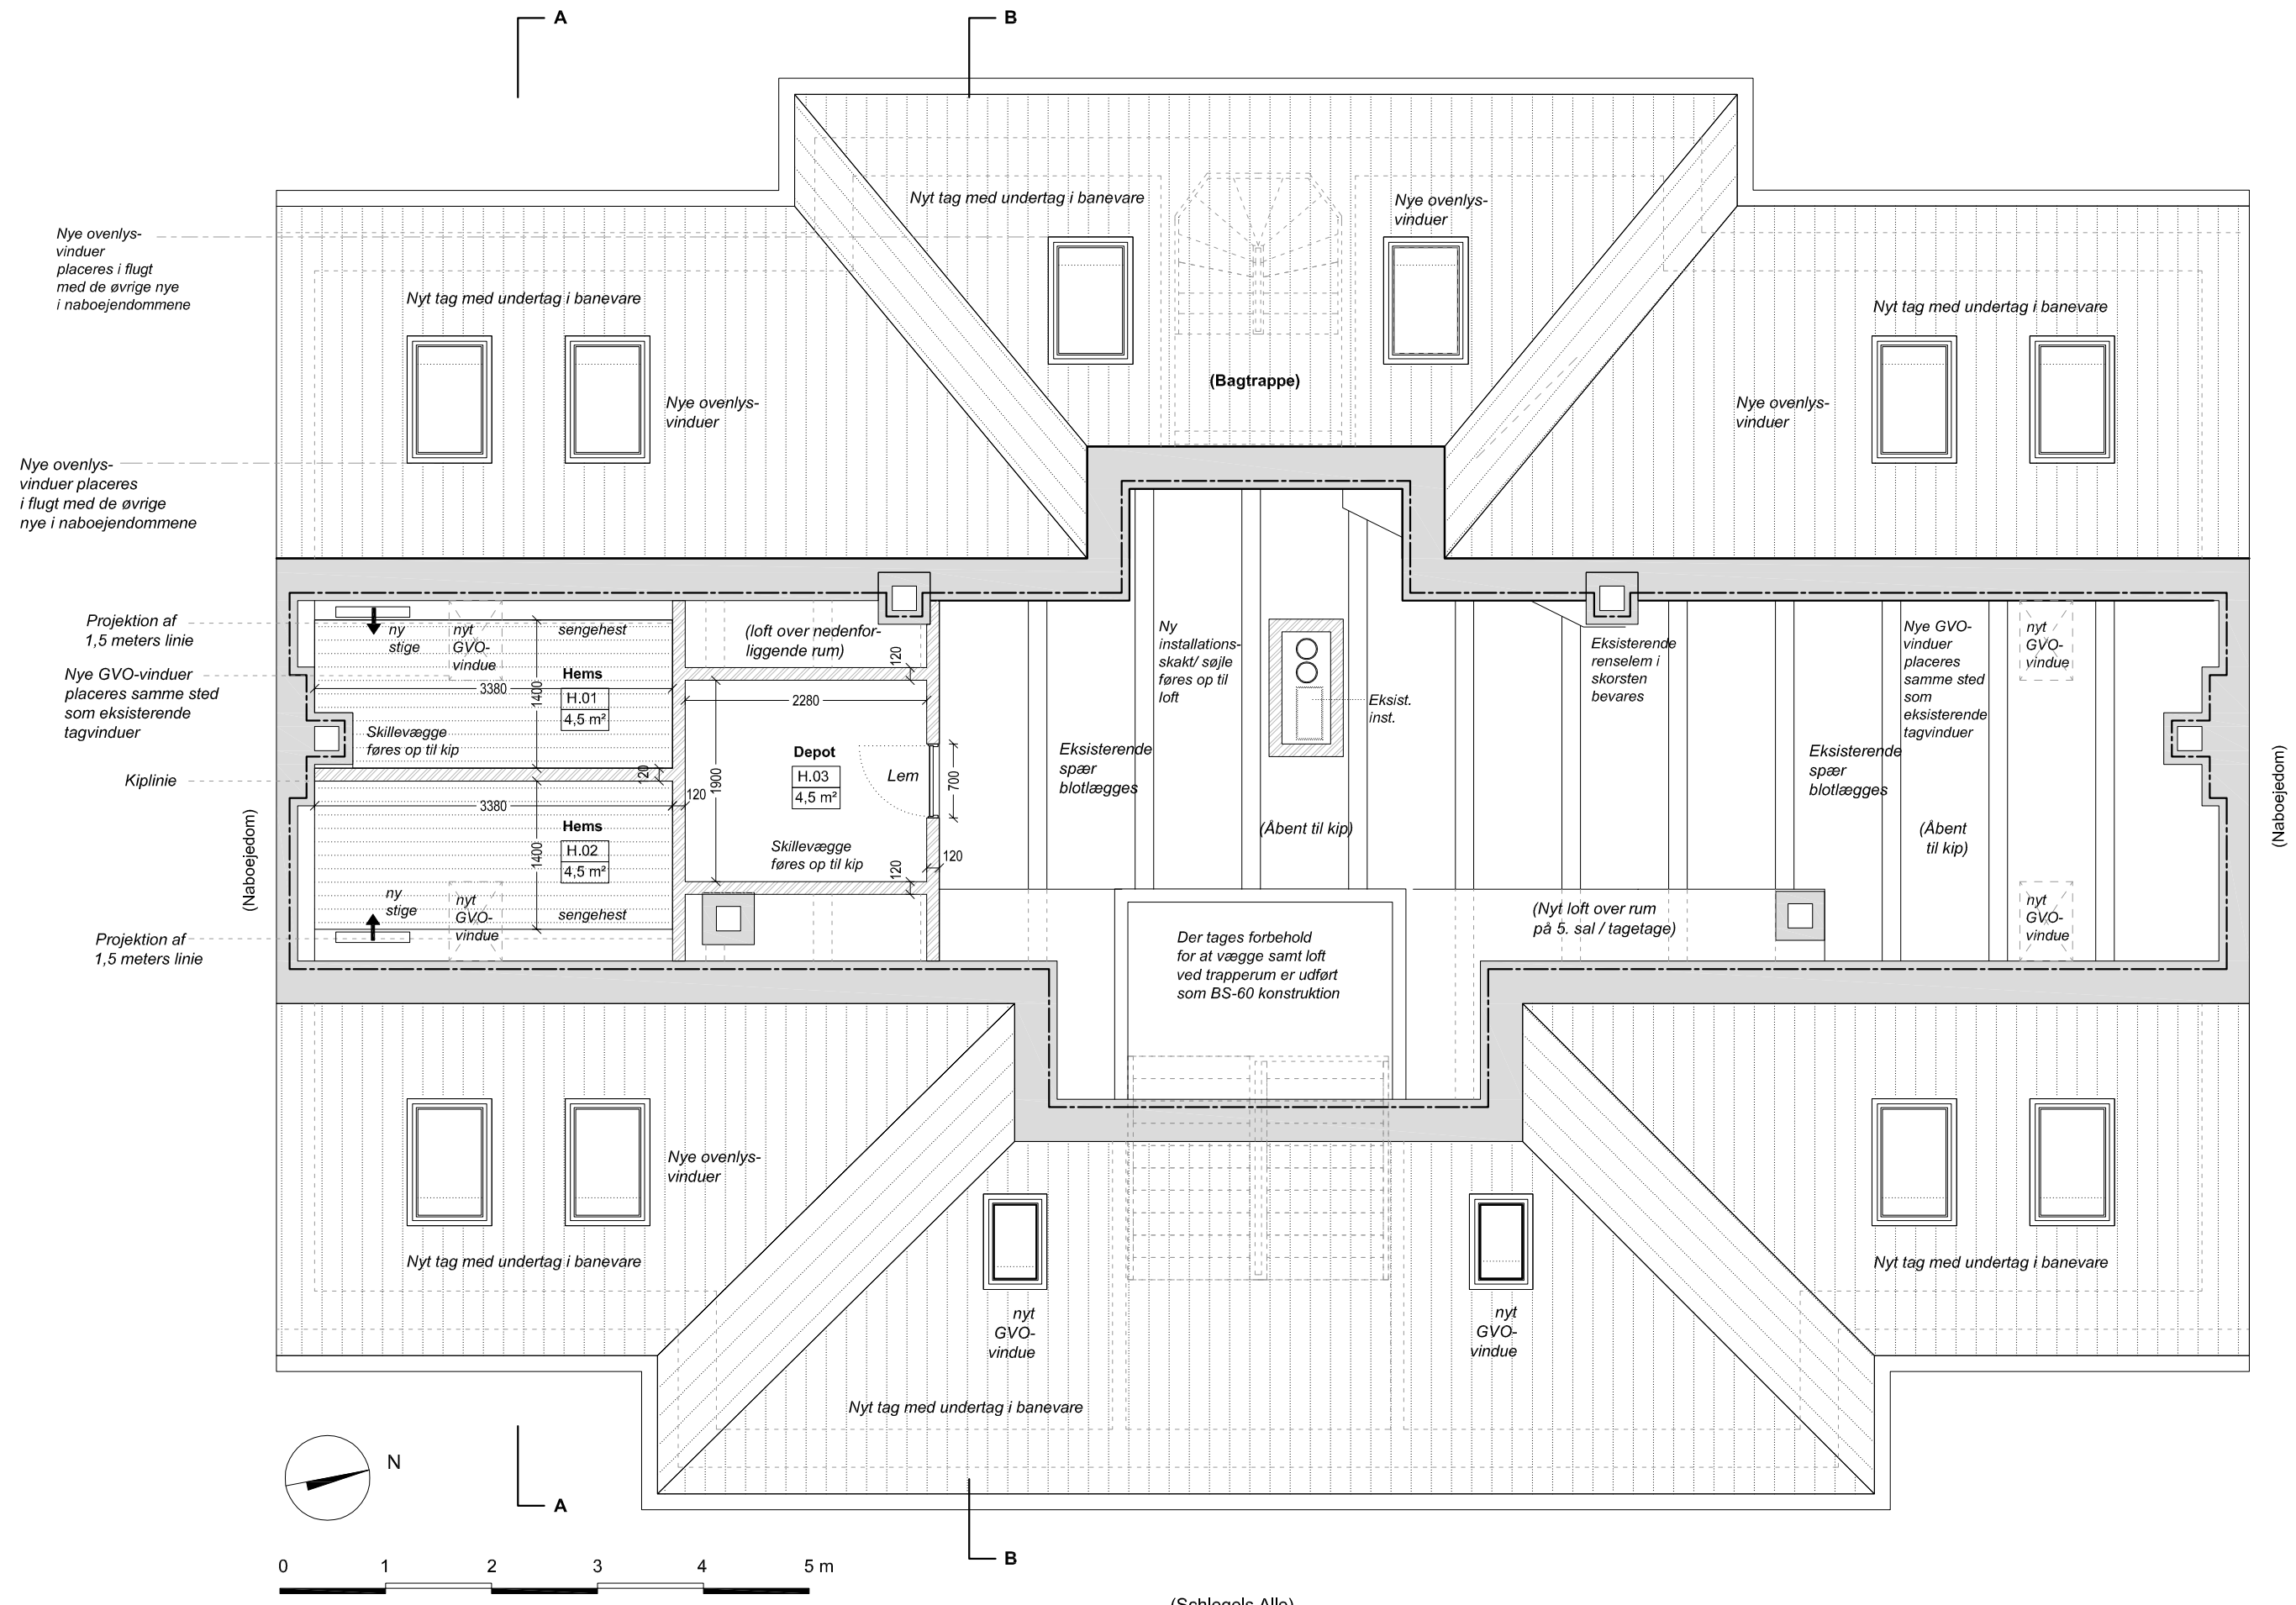 A
B
Nyt tag med undertag i banevare
Nye ovenlys-
vinduer
Nye ovenlys-
vinduer
placeres i flugt
med de øvrige nye
i naboejendommene
Nyt tag med undertag i banevare
Nyt tag med undertag i banevare
(Bagtrappe)
Nye ovenlys-
vinduer
Nye ovenlys-
vinduer
Nye ovenlys-
vinduer placeres
i flugt med de øvrige
nye i naboejendommene
Projektion af
1,5 meters linie
Nye GVO-vinduer
placeres samme sted
som eksisterende
tagvinduer
Kiplinie
Projektion af
1,5 meters linie
(Naboejedom)
ny
stige
nyt
GVO-
vindue
sengehest
Hems
H.01
4,5 m²
3380
1400
Skillevægge
føres op til kip
120
3380
120
Hems
H.02
4,5 m²
1400
ny
stige
nyt
GVO-
vindue
sengehest
(loft over nedenfor-
liggende rum)
120
2280
Depot
H.03
4,5 m²
1900
Lem
700
Skillevægge
føres op til kip
120
120
Ny
installations-
skakt/ søjle
føres op til
loft
Eksist.
inst.
Eksisterende
spær
blotlægges
(Åbent til kip)
Eksisterende
renselem i
skorsten
bevares
Nye GVO-
vinduer
placeres
samme sted
som
eksisterende
tagvinduer
nyt
GVO-
vindue
Eksisterende
spær
blotlægges
(Åbent
til kip)
(Naboejedom)
(Nyt loft over rum
på 5. sal / tagetage)
nyt
GVO-
vindue
Der tages forbehold
for at vægge samt loft
ved trapperum er udført
som BS-60 konstruktion
Nye ovenlys-
vinduer
Nyt tag med undertag i banevare
Nyt tag med undertag i banevare
nyt
GVO-
vindue
nyt
GVO-
vindue
Nyt tag med undertag i banevare
N
A
B
0 1 2 3 4 5 m
(Schlegels Alle)